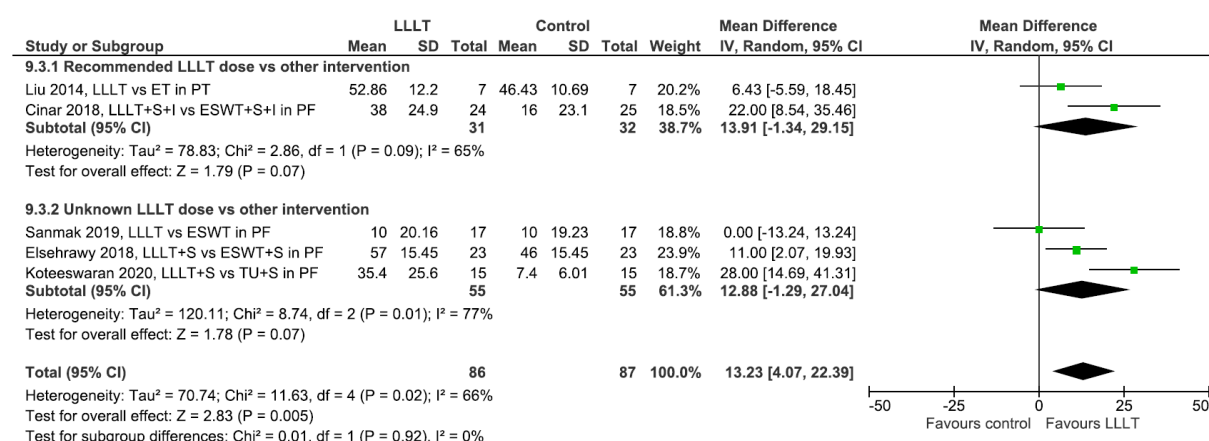 LLLT Control Mean Difference Mean Difference
Study or Subgroup Mean SD Total Mean SD Total Weight IV, Random, 95% CI IV, Random, 95% CI
9.3.1 Recommended LLLT dose vs other intervention
Liu 2014, LLLT vs ET in PT 52.86 12.2 7 46.43 10.69 7 20.2% 6.43 [-5.59, 18.45]
Cinar 2018, LLLT+S+I vs ESWT+S+I in PF 38 24.9 24 16 23.1 25 18.5% 22.00 [8.54, 35.46]
Subtotal (95% CI) 31 32 38.7% 13.91 [-1.34, 29.15]
Heterogeneity: Tau² = 78.83; Chi² = 2.86, df = 1 (P = 0.09); I² = 65%
Test for overall effect: Z = 1.79 (P = 0.07)
9.3.2 Unknown LLLT dose vs other intervention
Sanmak 2019, LLLT vs ESWT in PF 10 20.16 17 10 19.23 17 18.8% 0.00 [-13.24, 13.24]
Elsehrawy 2018, LLLT+S vs ESWT+S in PF 57 15.45 23 46 15.45 23 23.9% 11.00 [2.07, 19.93]
Koteeswaran 2020, LLLT+S vs TU+S in PF 35.4 25.6 15 7.4 6.01 15 18.7% 28.00 [14.69, 41.31]
Subtotal (95% CI) 55 55 61.3% 12.88 [-1.29, 27.04]
Heterogeneity: Tau² = 120.11; Chi² = 8.74, df = 2 (P = 0.01); I² = 77%
Test for overall effect: Z = 1.78 (P = 0.07)
Total (95% CI) 86 87 100.0% 13.23 [4.07, 22.39]
Heterogeneity: Tau² = 70.74; Chi² = 11.63, df = 4 (P = 0.02); I² = 66%
Test for overall effect: Z = 2.83 (P = 0.005)
Test for subgroup differences: Chi² = 0.01, df = 1 (P = 0.92), I² = 0%
-50 -25 0 25 50
Favours control Favours LLLT